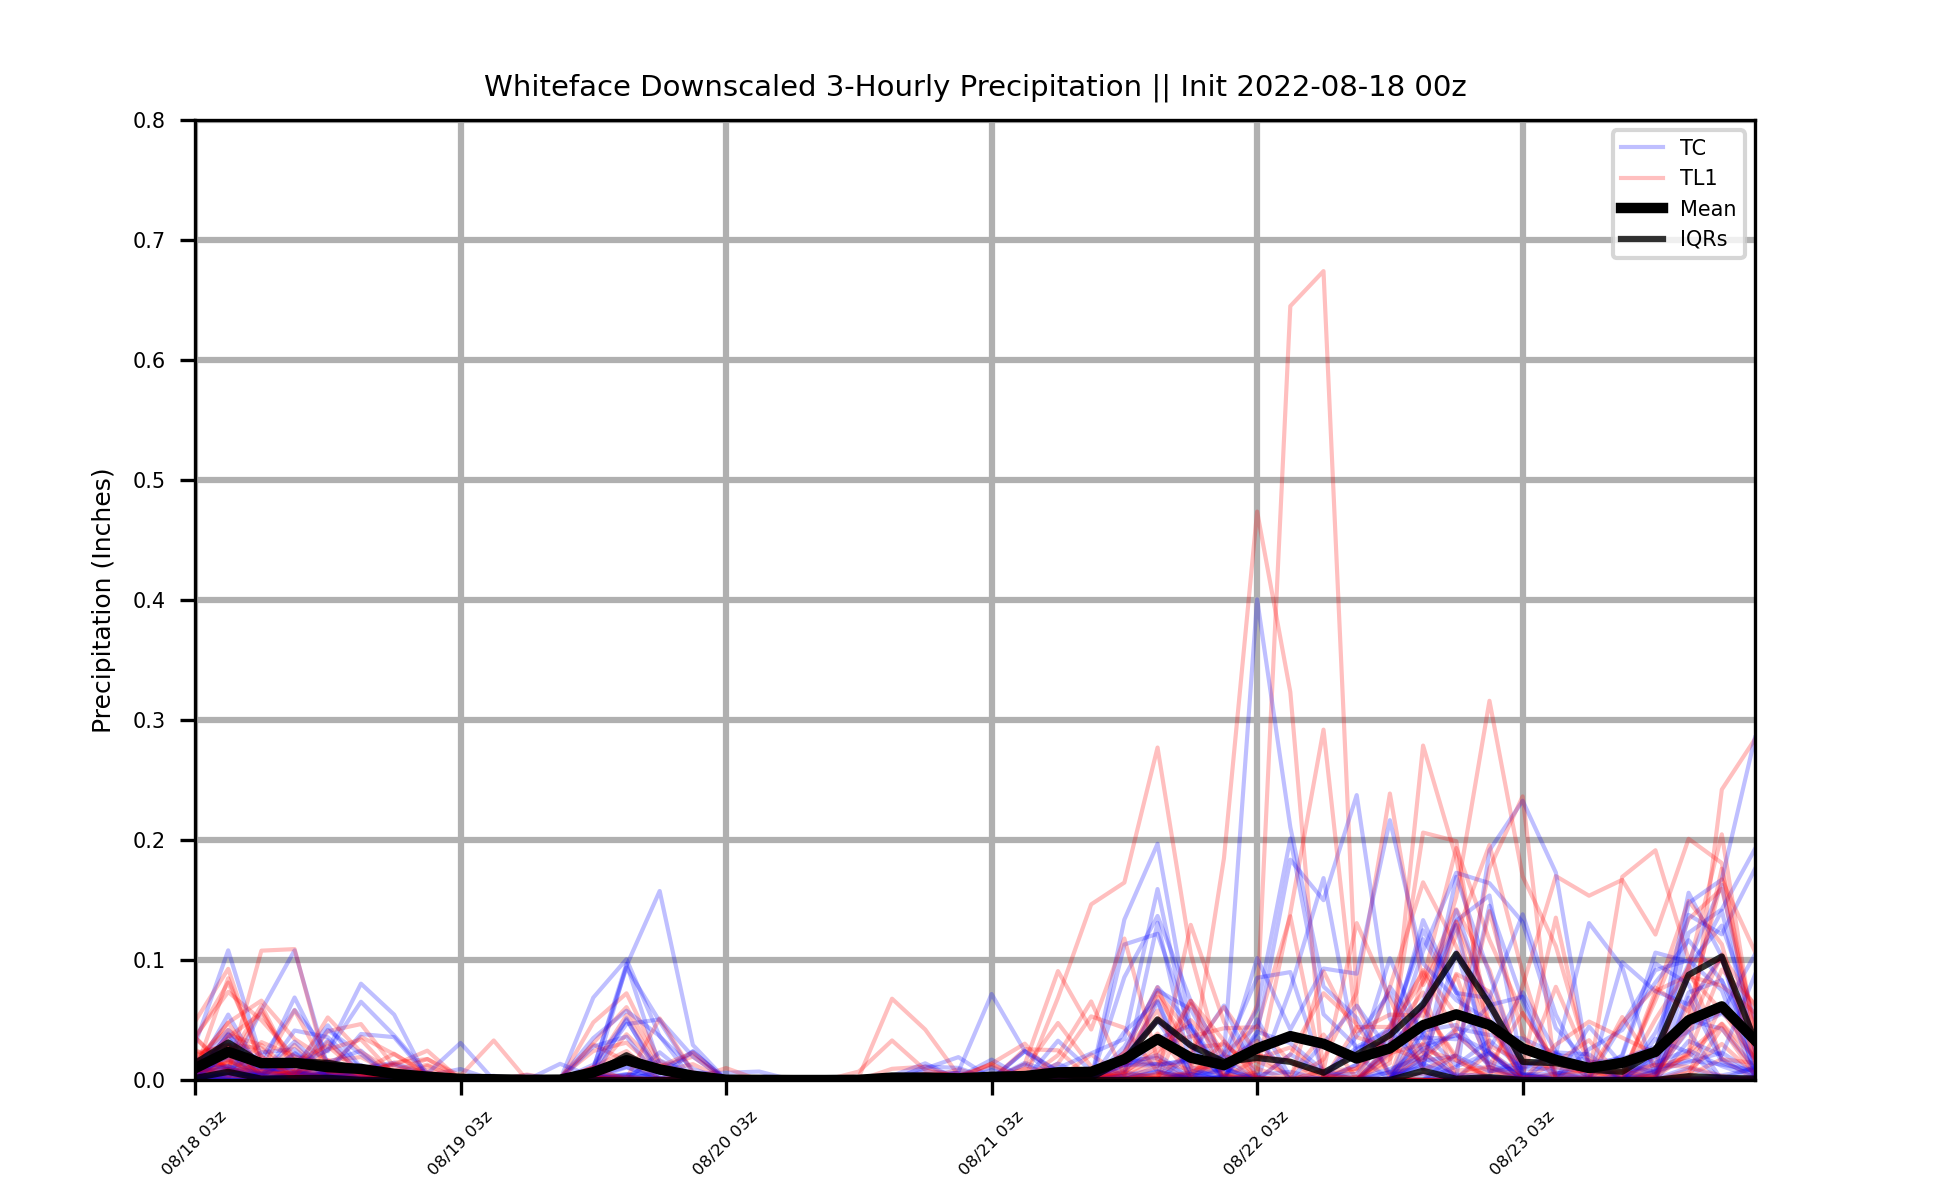 Whiteface Downscaled 3-Hourly Precipitation || Init 2022-08-18 00z
TC
TL1
Mean
IQRs
Precipitation (Inches)
0.8
0.7
0.6
0.5
0.4
0.3
0.2
0.1
0.0
08/18 03z
08/19 03z
08/20 03z
08/21 03z
08/22 03z
08/23 03z